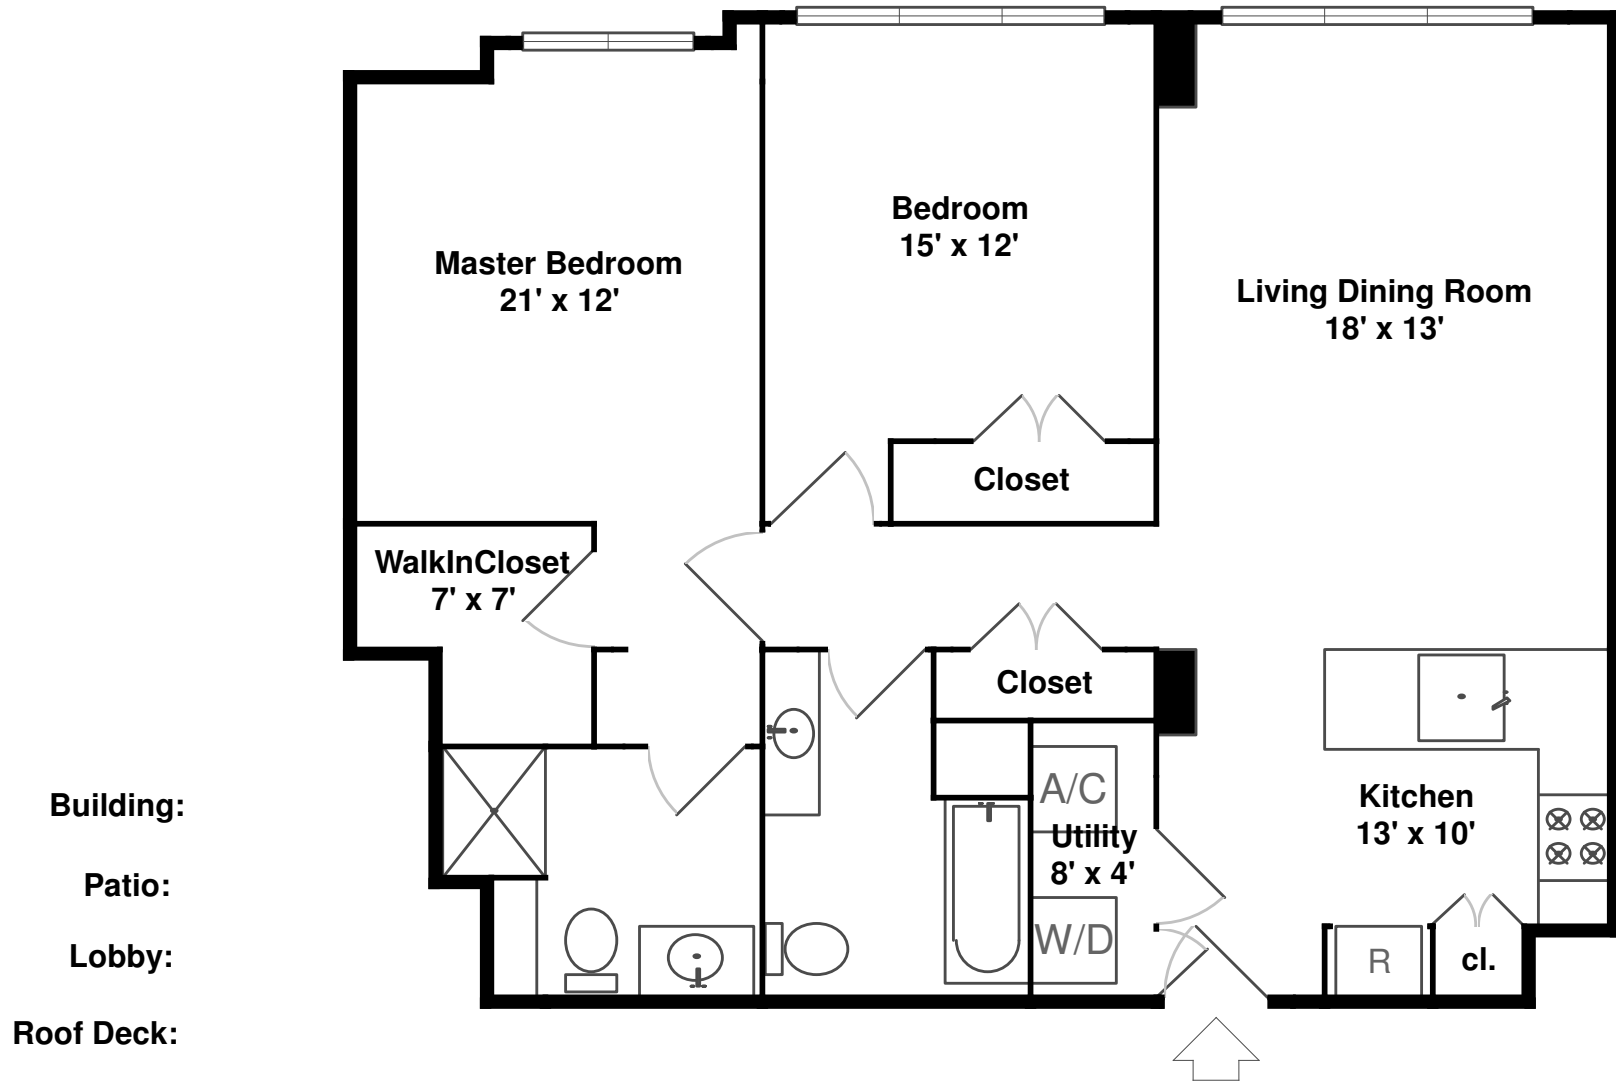 Bedroom
15' x 12'
Master Bedroom
21' x 12'
Living Dining Room
18' x 13'
Closet
WalkInCloset
7' x 7'
Closet
A/C
Utility
8' x 4'
W/D
Kitchen
13' x 10'
R
cl.
Building:
Patio:
Lobby:
Roof Deck: